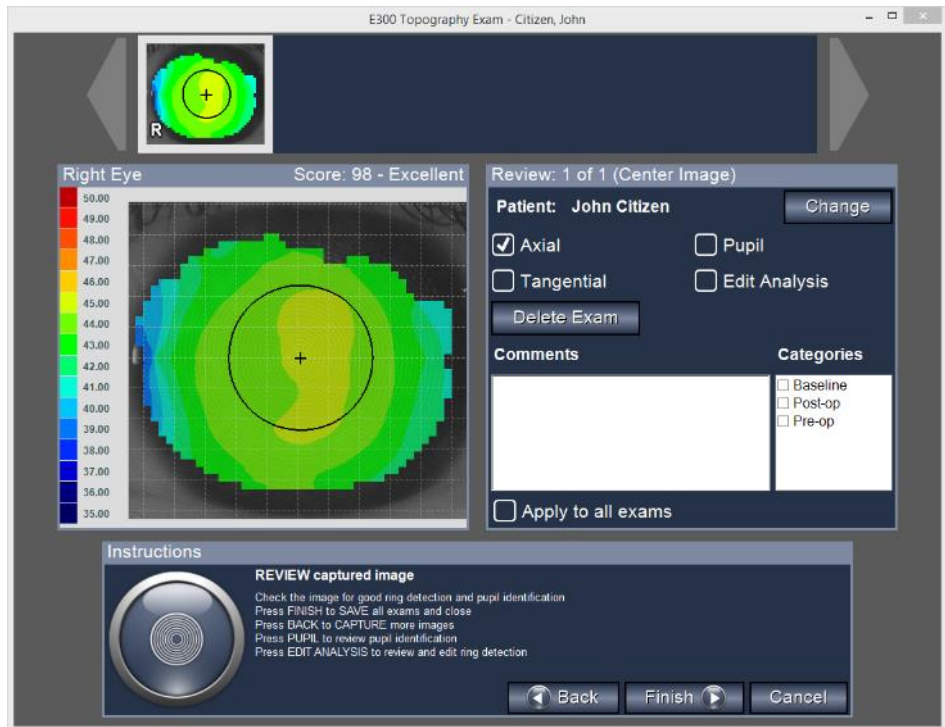 E300 Topography Exam - Citizen, John
R
Right Eye Score: 98 - Excellent
50.00
49.00
48.00
47.00
46.00
45.00
44.00
43.00
42.00
41.00
40.00
39.00
38.00
37.00
36.00
35.00
Review: 1 of 1 (Center Image)
Patient: John Citizen Change
Axial Pupil
Tangential Edit Analysis
Delete Exam
Comments Categories
Baseline
Post-op
Pre-op
Apply to all exams
Instructions
REVIEW captured image
Check the image for good ring detection and pupil identification
Press FINISH to SAVE all exams and close
Press BACK to CAPTURE more images
Press PUPIL to review pupil identification
Press EDIT ANALYSIS to review and edit ring detection
Back Finish Cancel